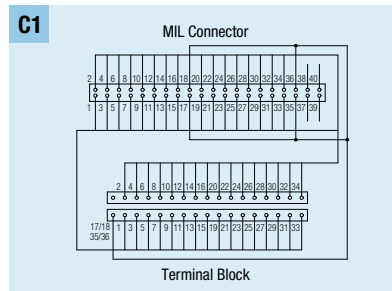 C1
MIL Connector
2 4 6 8 10 12 14 16 18 20 22 24 26 28 30 32 34 36 38 40
1 3 5 7 9 11 13 15 17 19 21 23 25 27 29 31 33 35 37 39
2 4 6 8 10 12 14 16 20 22 24 26 28 30 32 34
17/18 1 3 5 7 9 11 13 15 19 21 23 25 27 29 31 33
35/36
Terminal Block